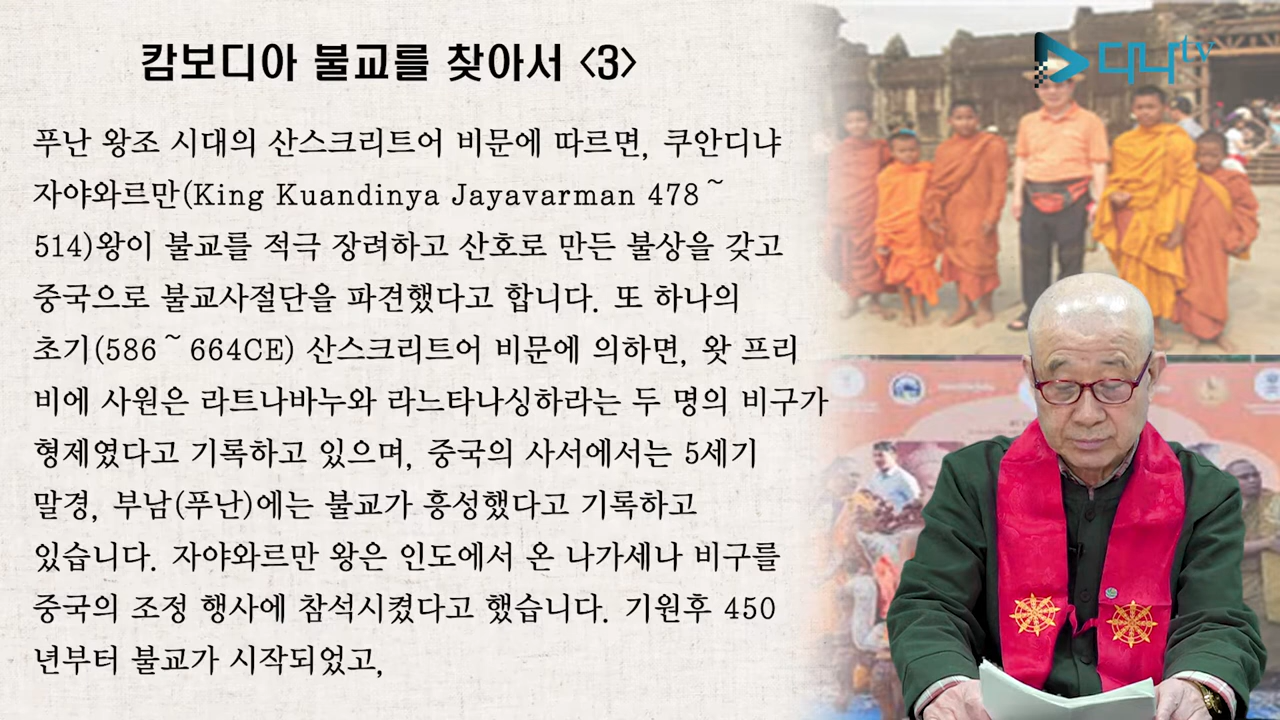 캄보디아 불교를 찾아서 <3>
디나tv
푸난 왕조 시대의 산스크리트어 비문에 따르면, 쿠안디냐
자야와르만(King Kuandinya Jayavarman 478~
514)왕이 불교를 적극 장려하고 산호로 만든 불상을 갖고
중국으로 불교사절단을 파견했다고 합니다. 또 하나의
초기(586~664CE) 산스크리트어 비문에 의하면, 왓 프리
비에 사원은 라트나바누와 라느타나싱하라는 두 명의 비구가
형제였다고 기록하고 있으며, 중국의 사서에서는 5세기
말경, 부남(푸난)에는 불교가 흥성했다고 기록하고
있습니다. 자야와르만 왕은 인도에서 온 나가세나 비구를
중국의 조정 행사에 참석시켰다고 했습니다. 기원후 450
년부터 불교가 시작되었고,